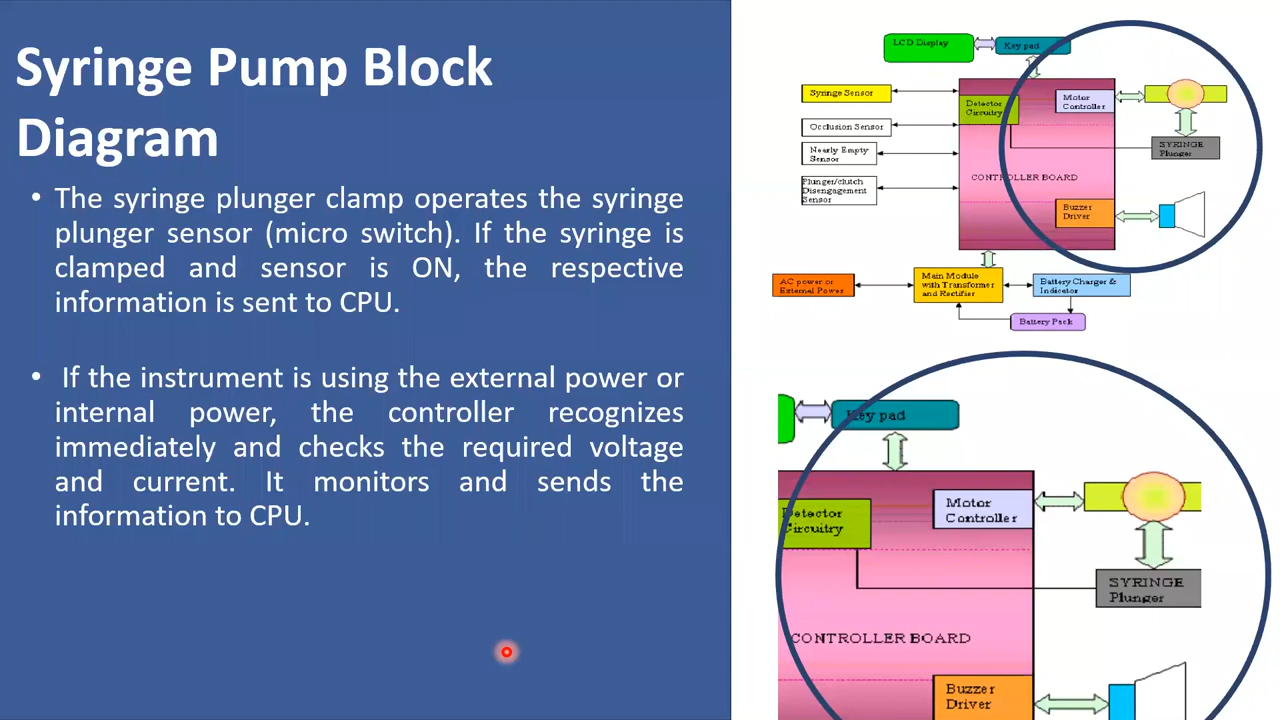 Syringe Pump Block
Diagram
• The syringe plunger clamp operates the syringe
plunger sensor (micro switch). If the syringe is
clamped and sensor is ON, the respective
information is sent to CPU.
• If the instrument is using the external power or
internal power, the controller recognizes
immediately and checks the required voltage
and current. It monitors and sends the
information to CPU.
LCD Display
Key pad
Syringe Sensor
Detector
Circuitry
Motor
Controller
Occlusion Sensor
Nearly Empty
Sensor
SYRINGE
Plunger
Plunger/clutch
Disengagement
Sensor
CONTROLLER BOARD
Buzzer
Driver
AC power or
External Power
Main Module
with Transformer
and Rectifier
Battery Charger &
Indicator
Battery Pack
Key pad
Detector
Circuitry
Motor
Controller
SYRINGE
Plunger
CONTROLLER BOARD
Buzzer
Driver